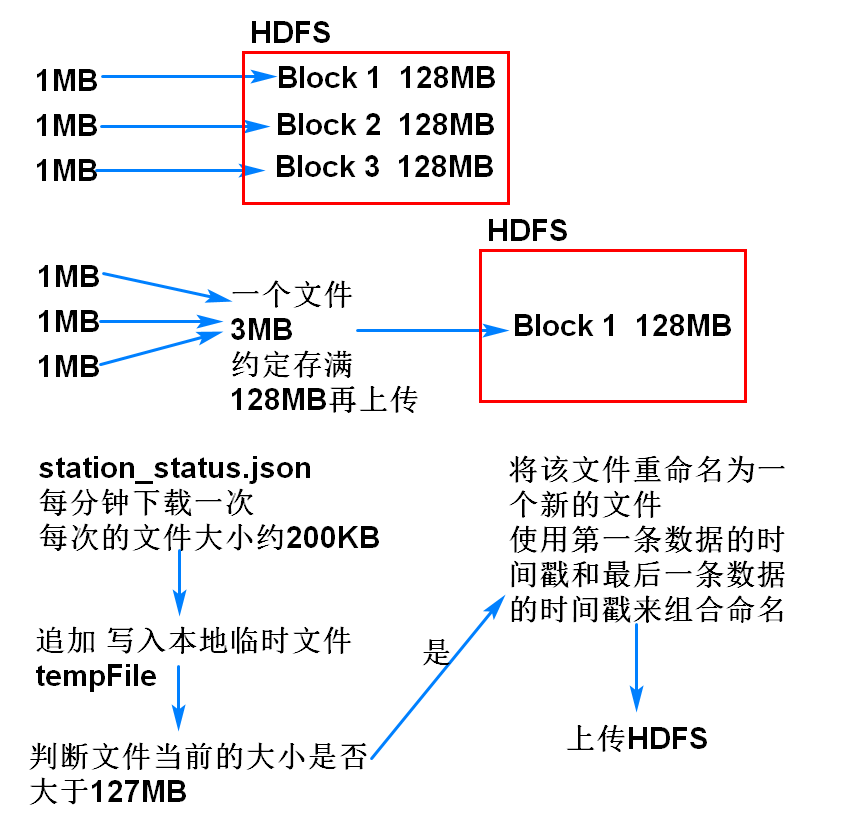 HDFS
1MB
Block 1 128MB
1MB
Block 2 128MB
1MB
Block 3 128MB
HDFS
1MB
1MB
1MB
一个文件
3MB
约定存满
128MB再上传
Block 1 128MB
station_status.json
每分钟下载一次
每次的文件大小约200KB
追加 写入本地临时文件
tempFile
判断文件当前的大小是否
大于127MB
是
将该文件重命名为一
个新的文件
使用第一条数据的时
间戳和最后一条数据
的时间戳来组合命名
上传HDFS